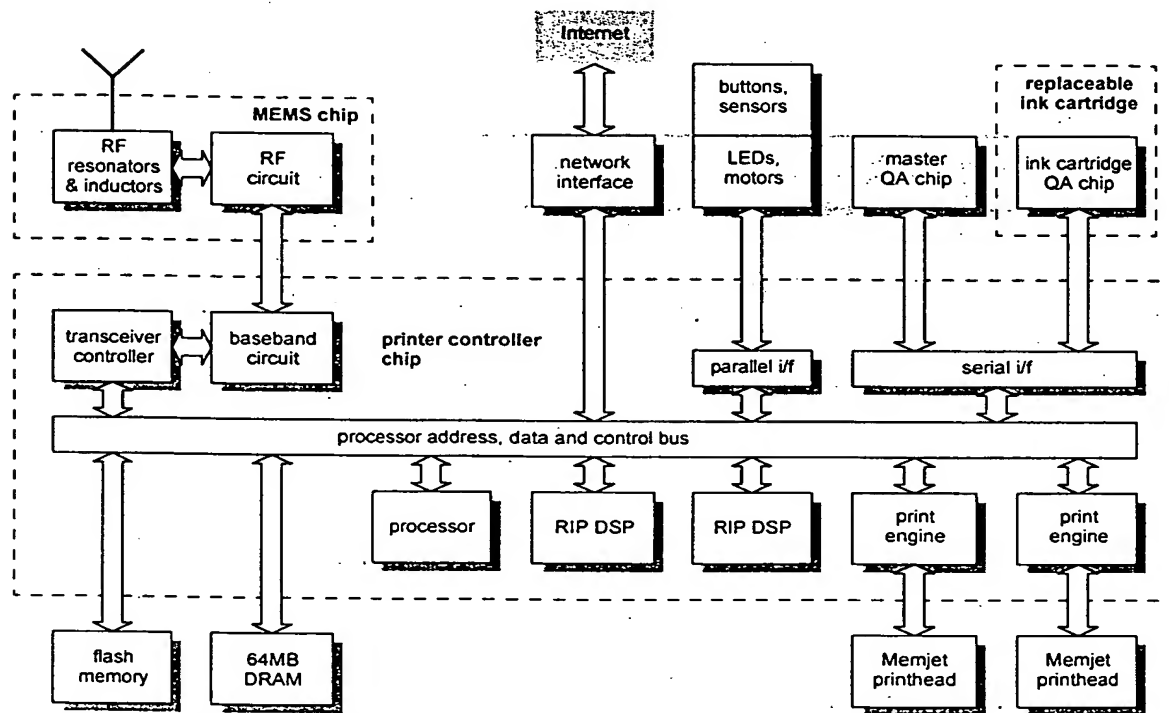 Internet
MEMS chip
RF
resonators
& inductors
RF
circuit
network
interface
buttons,
sensors
LEDs,
motors
master
QA chip
replaceable
ink cartridge
ink cartridge
QA chip
transceiver
controller
baseband
circuit
printer controller
chip
parallel i/f
serial i/f
processor address, data and control bus
processor
RIP DSP
RIP DSP
print
engine
print
engine
flash
memory
64MB
DRAM
Memjet
printhead
Memjet
printhead